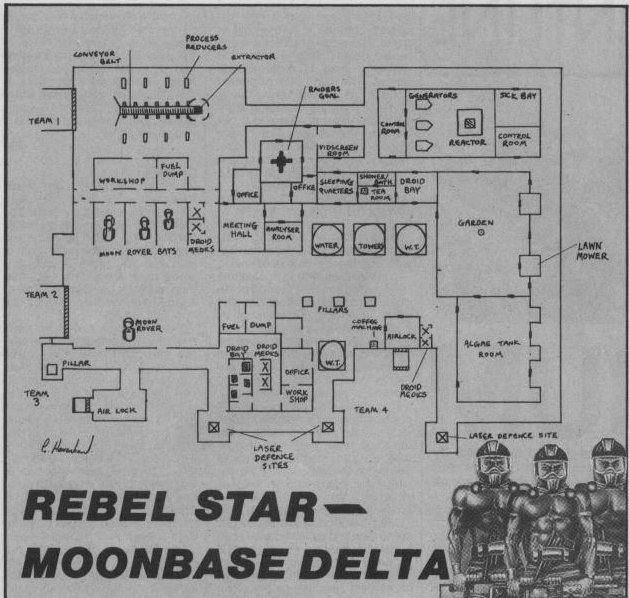 PROCESS
REDUCERS
CONVEYOR
BELT
EXTRACTOR
RAIDERS
GOAL
TEAM 1
GENERATORS
SICK BAY
CONTROL
ROOM
REACTOR
CONTROL
ROOM
VIDSCREEN
ROOM
WORKSHOP
FUEL
DUMP
OFFICE
OFFICE
SLEEPING
QUARTERS
SHOWER/
BATH
TEA
ROOM
DROID
BAY
MEETING
HALL
ANALYSER
ROOM
GARDEN
MOON ROVER BAYS
DROID
MEDKS
WATER
TOWERS
W.T.
LAWN
MOWER
TEAM 2
MOON
ROVER
PILLARS
FUEL
DUMP
COFFEE
MACHINE
AIRLOCK
ALGAE TANK
ROOM
PILLAR
DROID
BAY
DROID
MEDKS
OFFICE
W.T.
DROID
MEDICS
TEAM
3
AIR LOCK
WORK
SHOP
TEAM 4
LASER
DEFENCE
SITES
LASER DEFENCE SITE
REBEL STAR —
MOONBASE DELTA